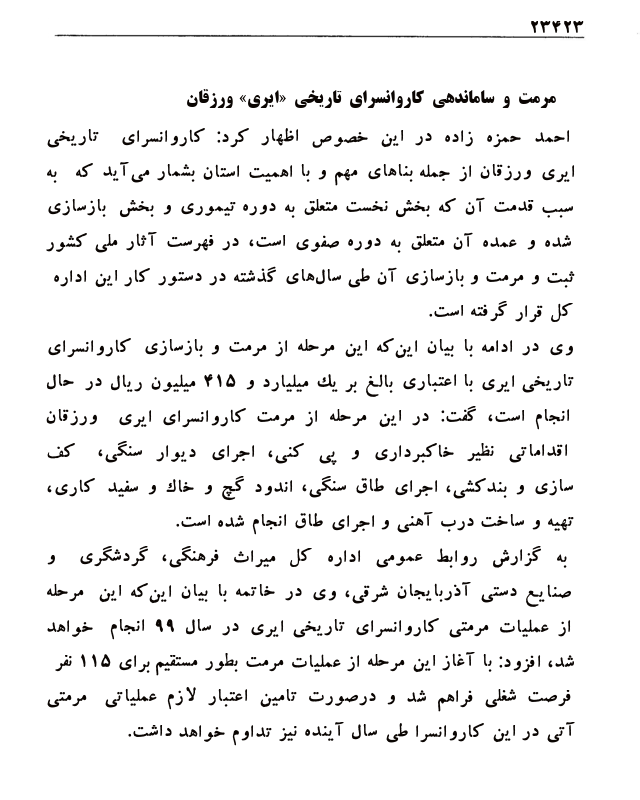 ۲۳۴۲۳
مرمت و ساماندهی کاروانسرای تاریخی «ایری» ورزقان
احمد حمزه زاده در این خصوص اظهار کرد: کاروانسرای تاریخی
ایری ورزقان از جمله بناهای مهم و با اهمیت استان بشمار می‌آید که به
سبب قدمت آن که بخش نخست متعلق به دوره تیموری و بخش بازسازی
شده و عمده آن متعلق به دوره صفوی است، در فهرست آثار ملی کشور
ثبت و مرمت و بازسازی آن طی سال‌های گذشته در دستور کار این اداره
کل قرار گرفته است.
وی در ادامه با بیان این‌که این مرحله از مرمت و بازسازی کاروانسرای
تاریخی ایری با اعتباری بالغ بر یك میلیارد و ۴۱۵ میلیون ریال در حال
انجام است، گفت: در این مرحله از مرمت کاروانسرای ایری ورزقان
اقداماتی نظیر خاکبرداری و پی کنی، اجرای دیوار سنگی، کف
سازی و بندکشی، اجرای طاق سنگی، اندود گچ و خاك و سفید کاری،
تهیه و ساخت درب آهنی و اجرای طاق انجام شده است.
به گزارش روابط عمومی اداره کل میراث فرهنگی، گردشگری و
صنایع دستی آذربایجان شرقی، وی در خاتمه با بیان این‌که این مرحله
از عملیات مرمتی کاروانسرای تاریخی ایری در سال ۹۹ انجام خواهد
شد، افزود: با آغاز این مرحله از عملیات مرمت بطور مستقیم برای ۱۱۵ نفر
فرصت شغلی فراهم شد و درصورت تامین اعتبار لازم عملیاتی مرمتی
آتی در این کاروانسرا طی سال آینده نیز تداوم خواهد داشت.